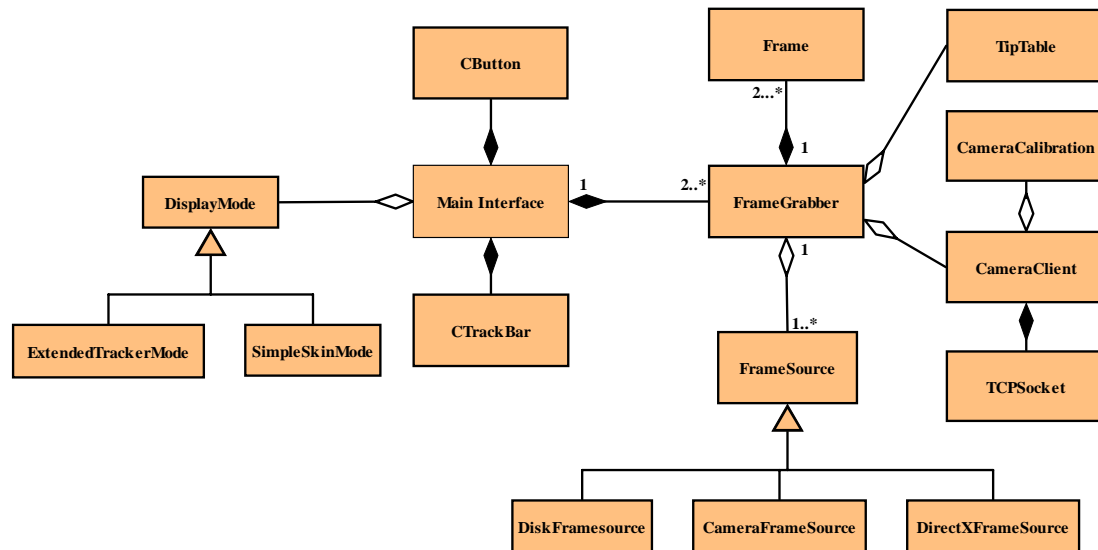 Frame
TipTable
CButton
2...*
1
CameraCalibration
DisplayMode
Main Interface
1
2..*
FrameGrabber
1
CameraClient
ExtendedTrackerMode
SimpleSkinMode
CTrackBar
1..*
FrameSource
TCPSocket
DiskFramesource
CameraFrameSource
DirectXFrameSource